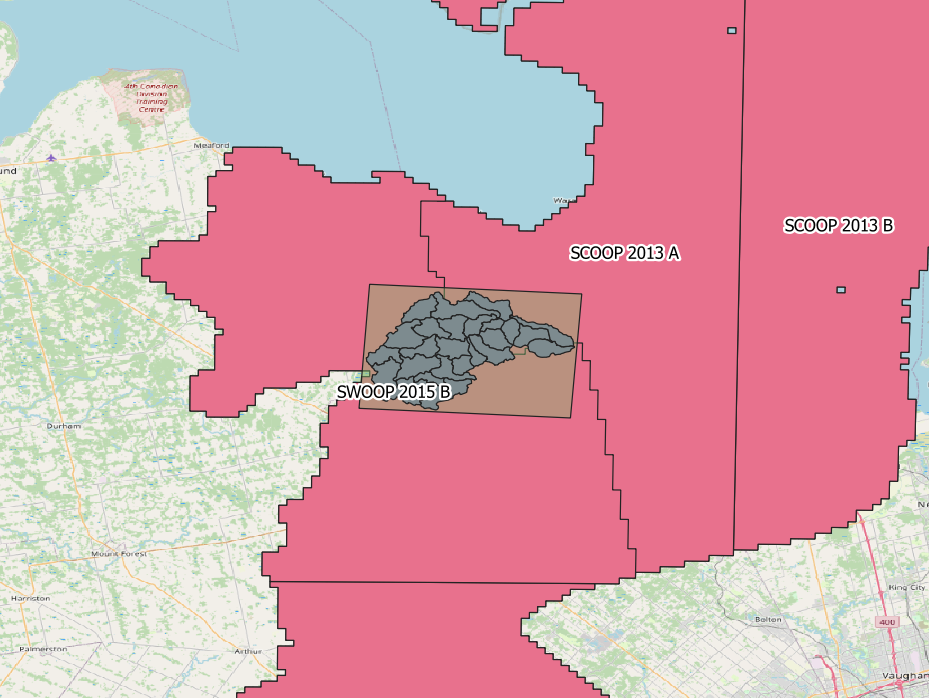 4th Canadian
Division
Training
Centre
Meaford
und
Wa
SCOOP 2013 A
SCOOP 2013 B
SWOOP 2015 B
Durham
Mount Forest
Ne
Harriston
King City
Bolton
400
Palmerston
Arthur
Vaughan